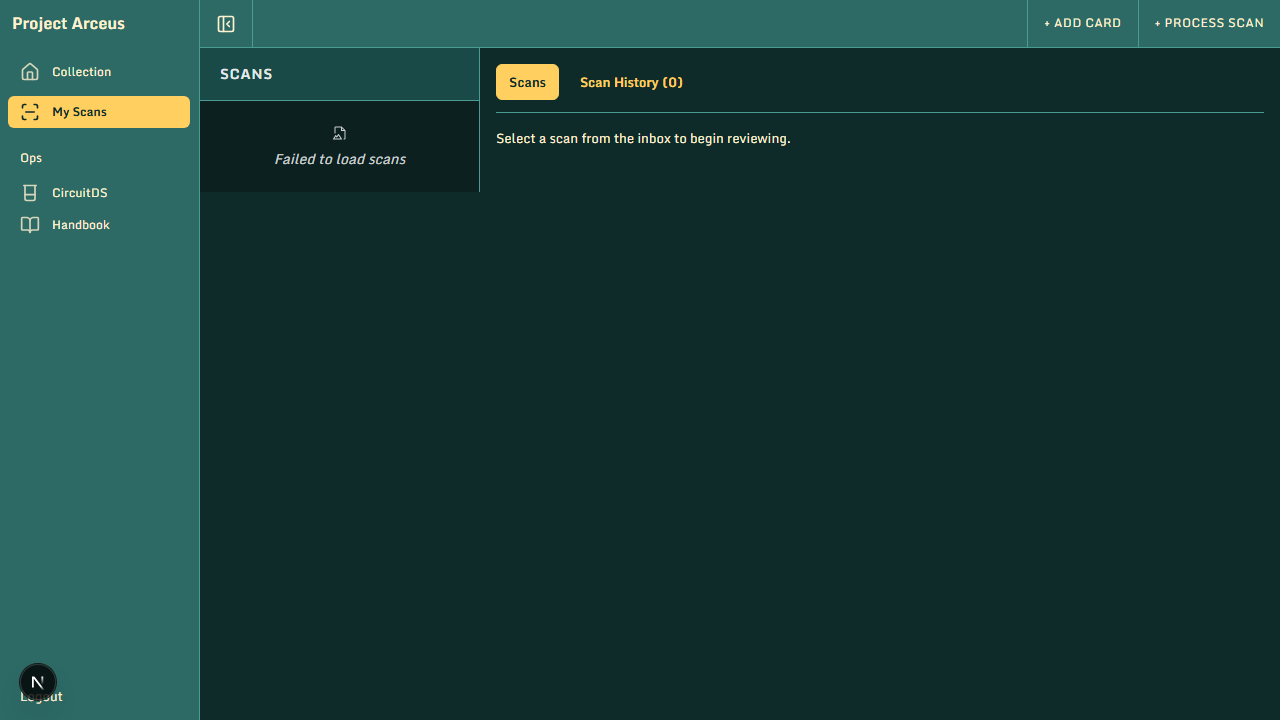 Project Arceus
+ ADD CARD
+ PROCESS SCAN
Collection
My Scans
Ops
CircuitDS
Handbook
Logout
SCANS
Failed to load scans
Scans
Scan History (0)
Select a scan from the inbox to begin reviewing.
N